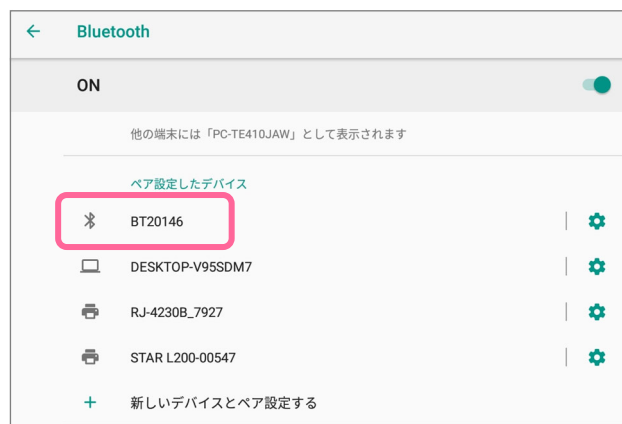 Bluetooth
ON
他の端末には「PC-TE410JAW」として表示されます
ペア設定したデバイス
BT20146
DESKTOP-V95SDM7
RJ-4230B_7927
STAR L200-00547
新しいデバイスとペア設定する